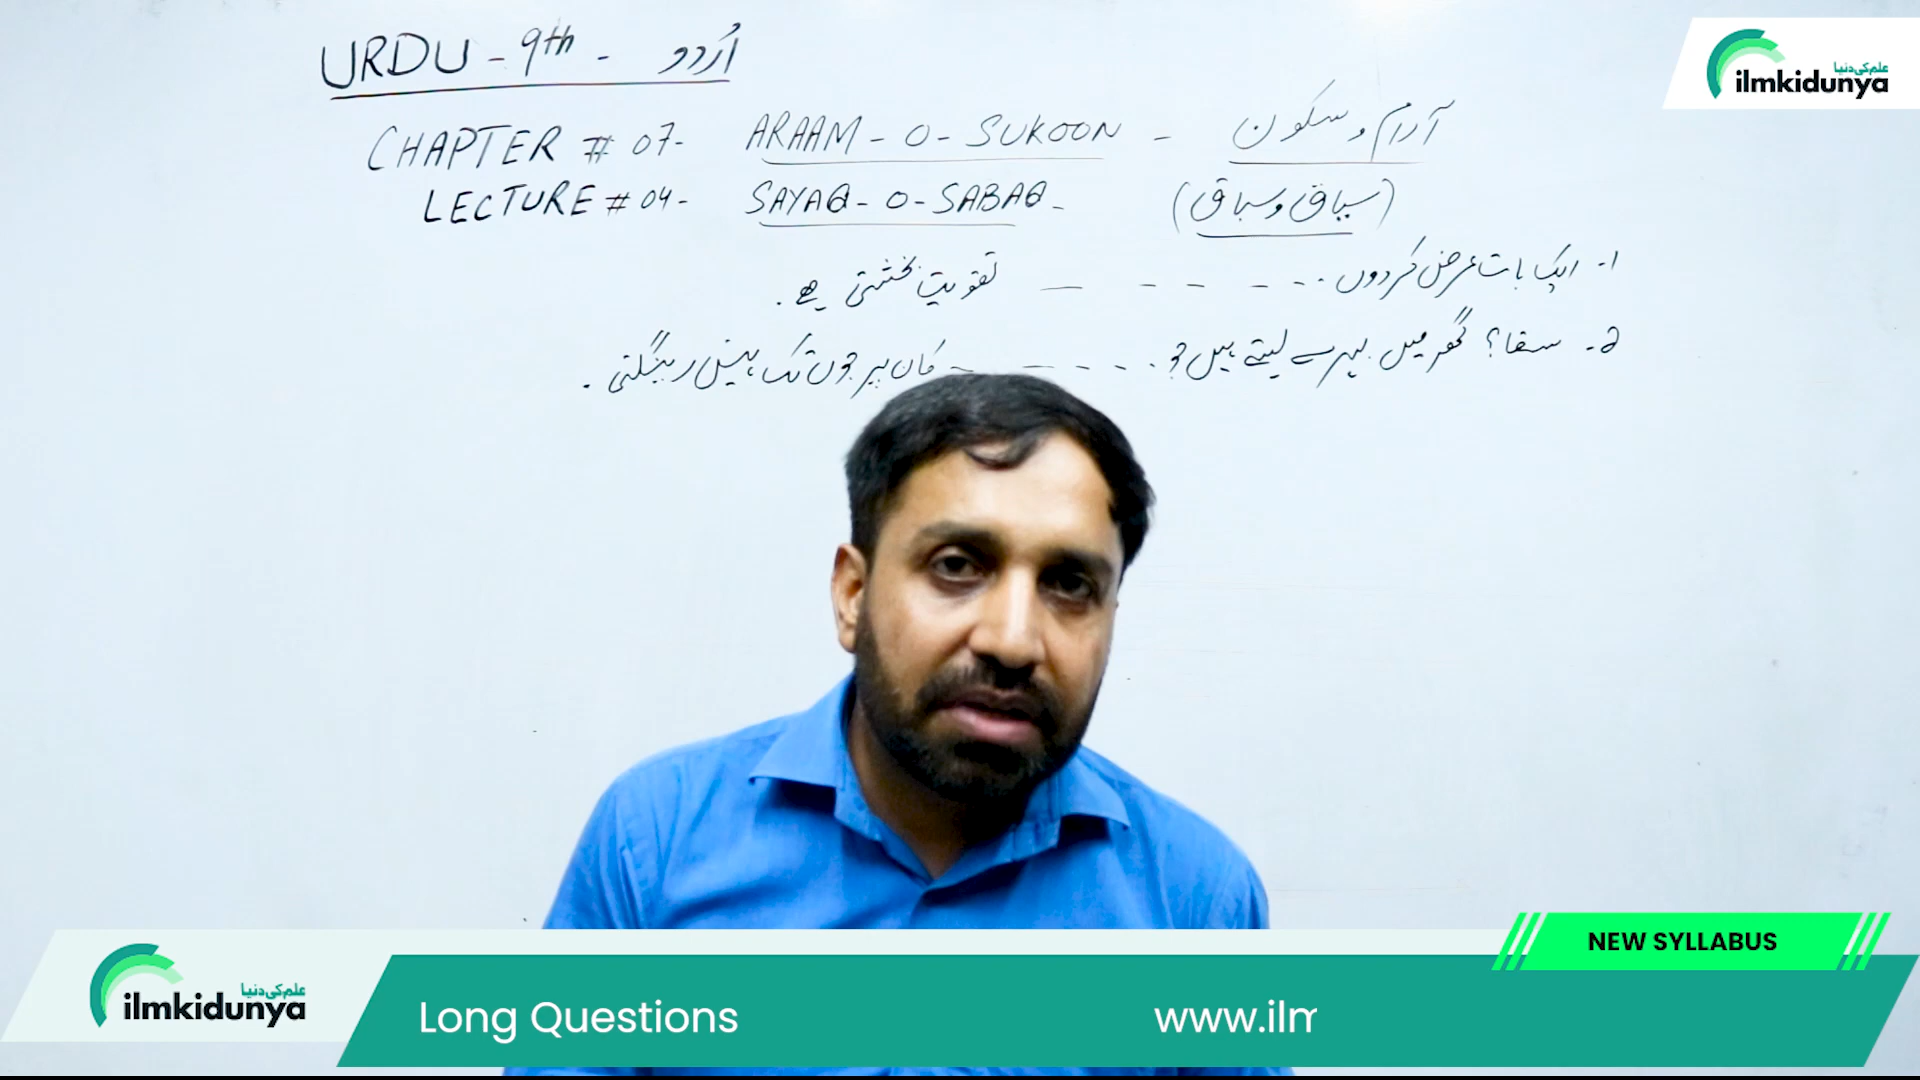 URDU - 9th - اُردو
CHAPTER # 07- ARAAM - O - SUKOON - آرام و سکون
LECTURE # 04- SAYAQ - O - SABAQ - (سیاق و سباق)
۱- ایک بات عرض کر دوں . . . - - - — تقویت بخشتی ہے .
۲- سقا؟ گھر میں بہرے لیتے ہیں جو . . . - - - کان پر جوں تک نہیں رینگتی .
علم کی دنیا
ilmkidunya
NEW SYLLABUS
علم کی دنیا
ilmkidunya
Long Questions www.ilm